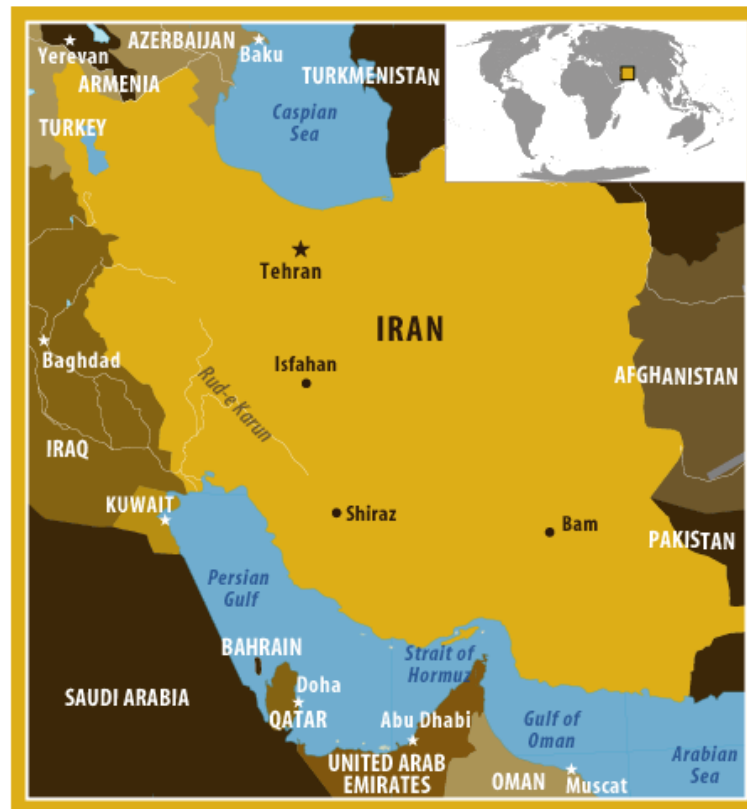 AZERBAIJAN
Yerevan
Baku
ARMENIA
TURKMENISTAN
Caspian
Sea
TURKEY
Tehran
IRAN
Baghdad
Isfahan
AFGHANISTAN
Rud-e Karun
IRAQ
KUWAIT
Shiraz
Bam
PAKISTAN
Persian
Gulf
BAHRAIN
Strait of
Hormuz
SAUDI ARABIA
Doha
QATAR
Abu Dhabi
Gulf of
Oman
Arabian
Sea
UNITED ARAB
EMIRATES
OMAN
Muscat